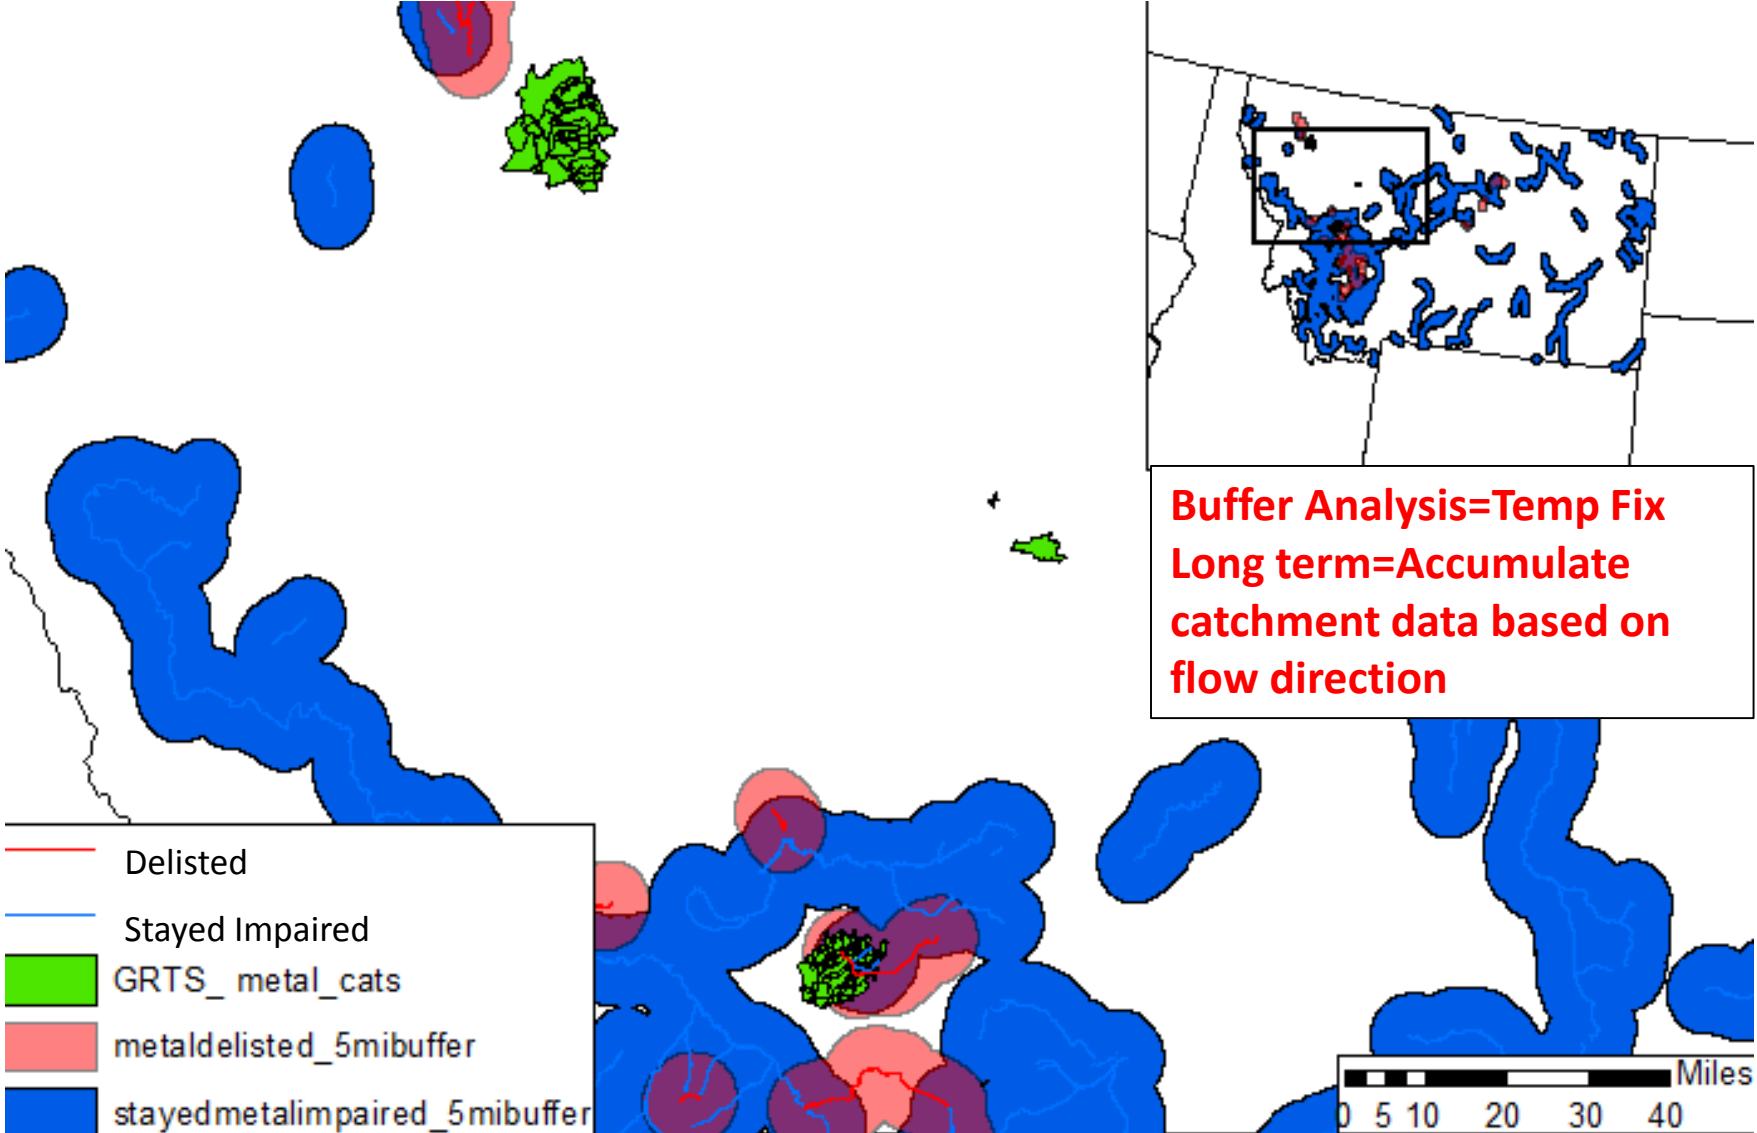 Buffer Analysis=Temp Fix
Long term=Accumulate
catchment data based on
flow direction
Delisted
Stayed Impaired
GRTS_ metal_cats
metaldelisted_5mibuffer
stayedmetalimpaired_5mibuffer
Miles
0 5 10 20 30 40